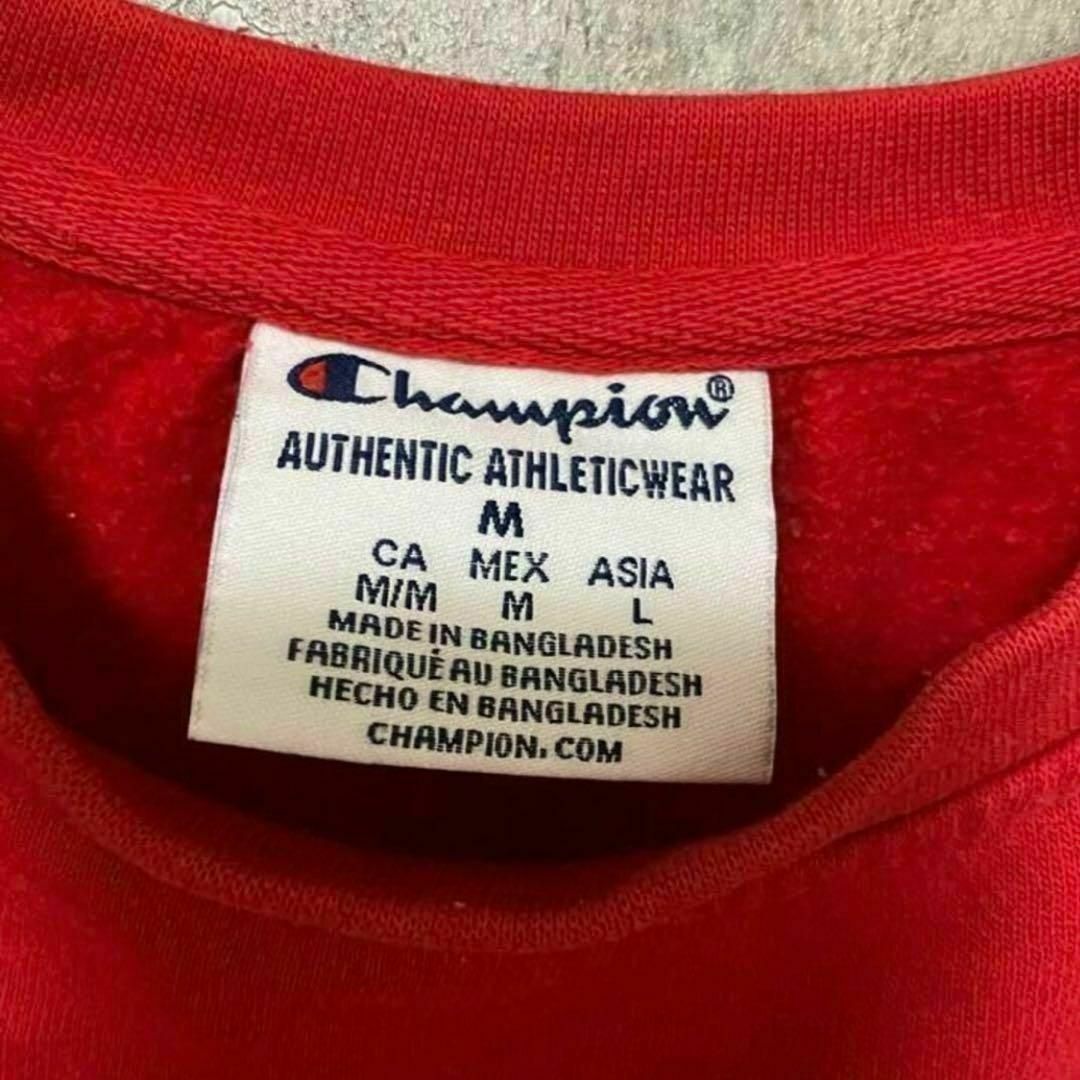 Champion®
AUTHENTIC ATHLETICWEAR
M
CA MEX ASIA
M/M M L
MADE IN BANGLADESH
FABRIQUÉ AU BANGLADESH
HECHO EN BANGLADESH
CHAMPION.COM